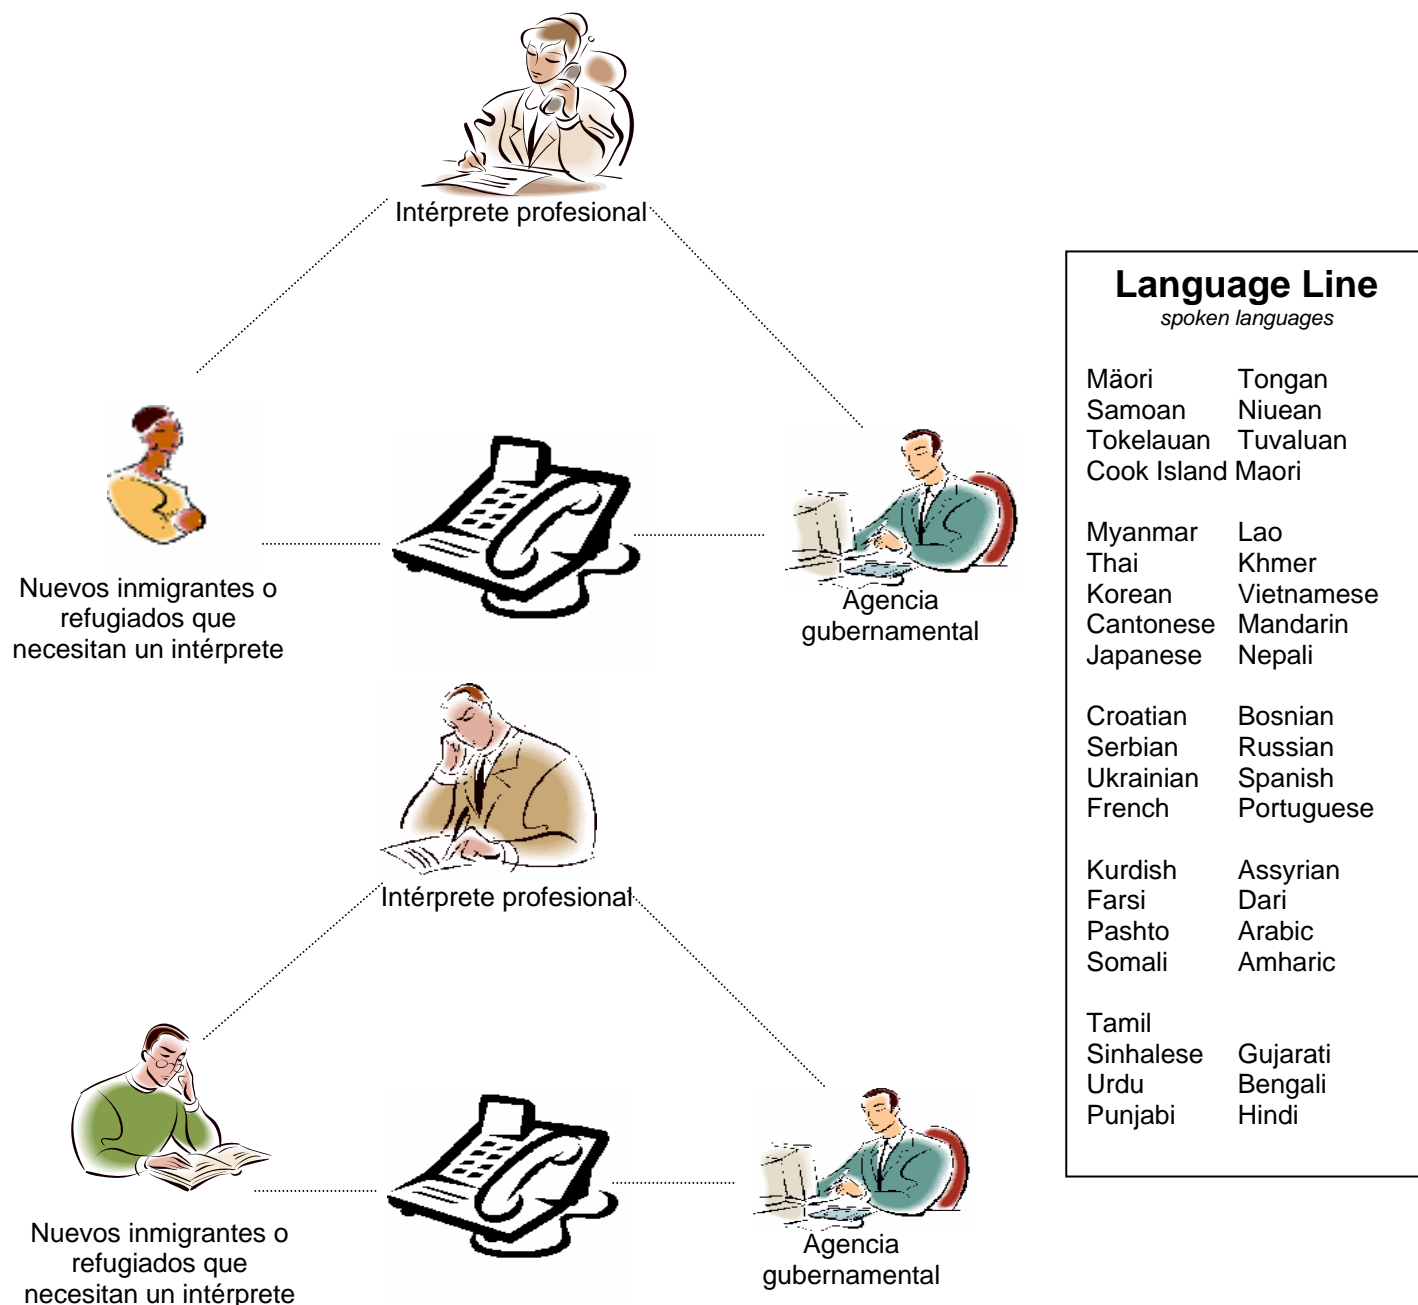 Intérprete profesional
Nuevos inmigrantes o
refugiados que
necesitan un intérprete
Agencia
gubernamental
Intérprete profesional
Nuevos inmigrantes o
refugiados que
necesitan un intérprete
Agencia
gubernamental
Language Line
spoken languages
Mäori Tongan
Samoan Niuean
Tokelauan Tuvaluan
Cook Island Maori
Myanmar Lao
Thai Khmer
Korean Vietnamese
Cantonese Mandarin
Japanese Nepali
Croatian Bosnian
Serbian Russian
Ukrainian Spanish
French Portuguese
Kurdish Assyrian
Farsi Dari
Pashto Arabic
Somali Amharic
Tamil
Sinhalese Gujarati
Urdu Bengali
Punjabi Hindi